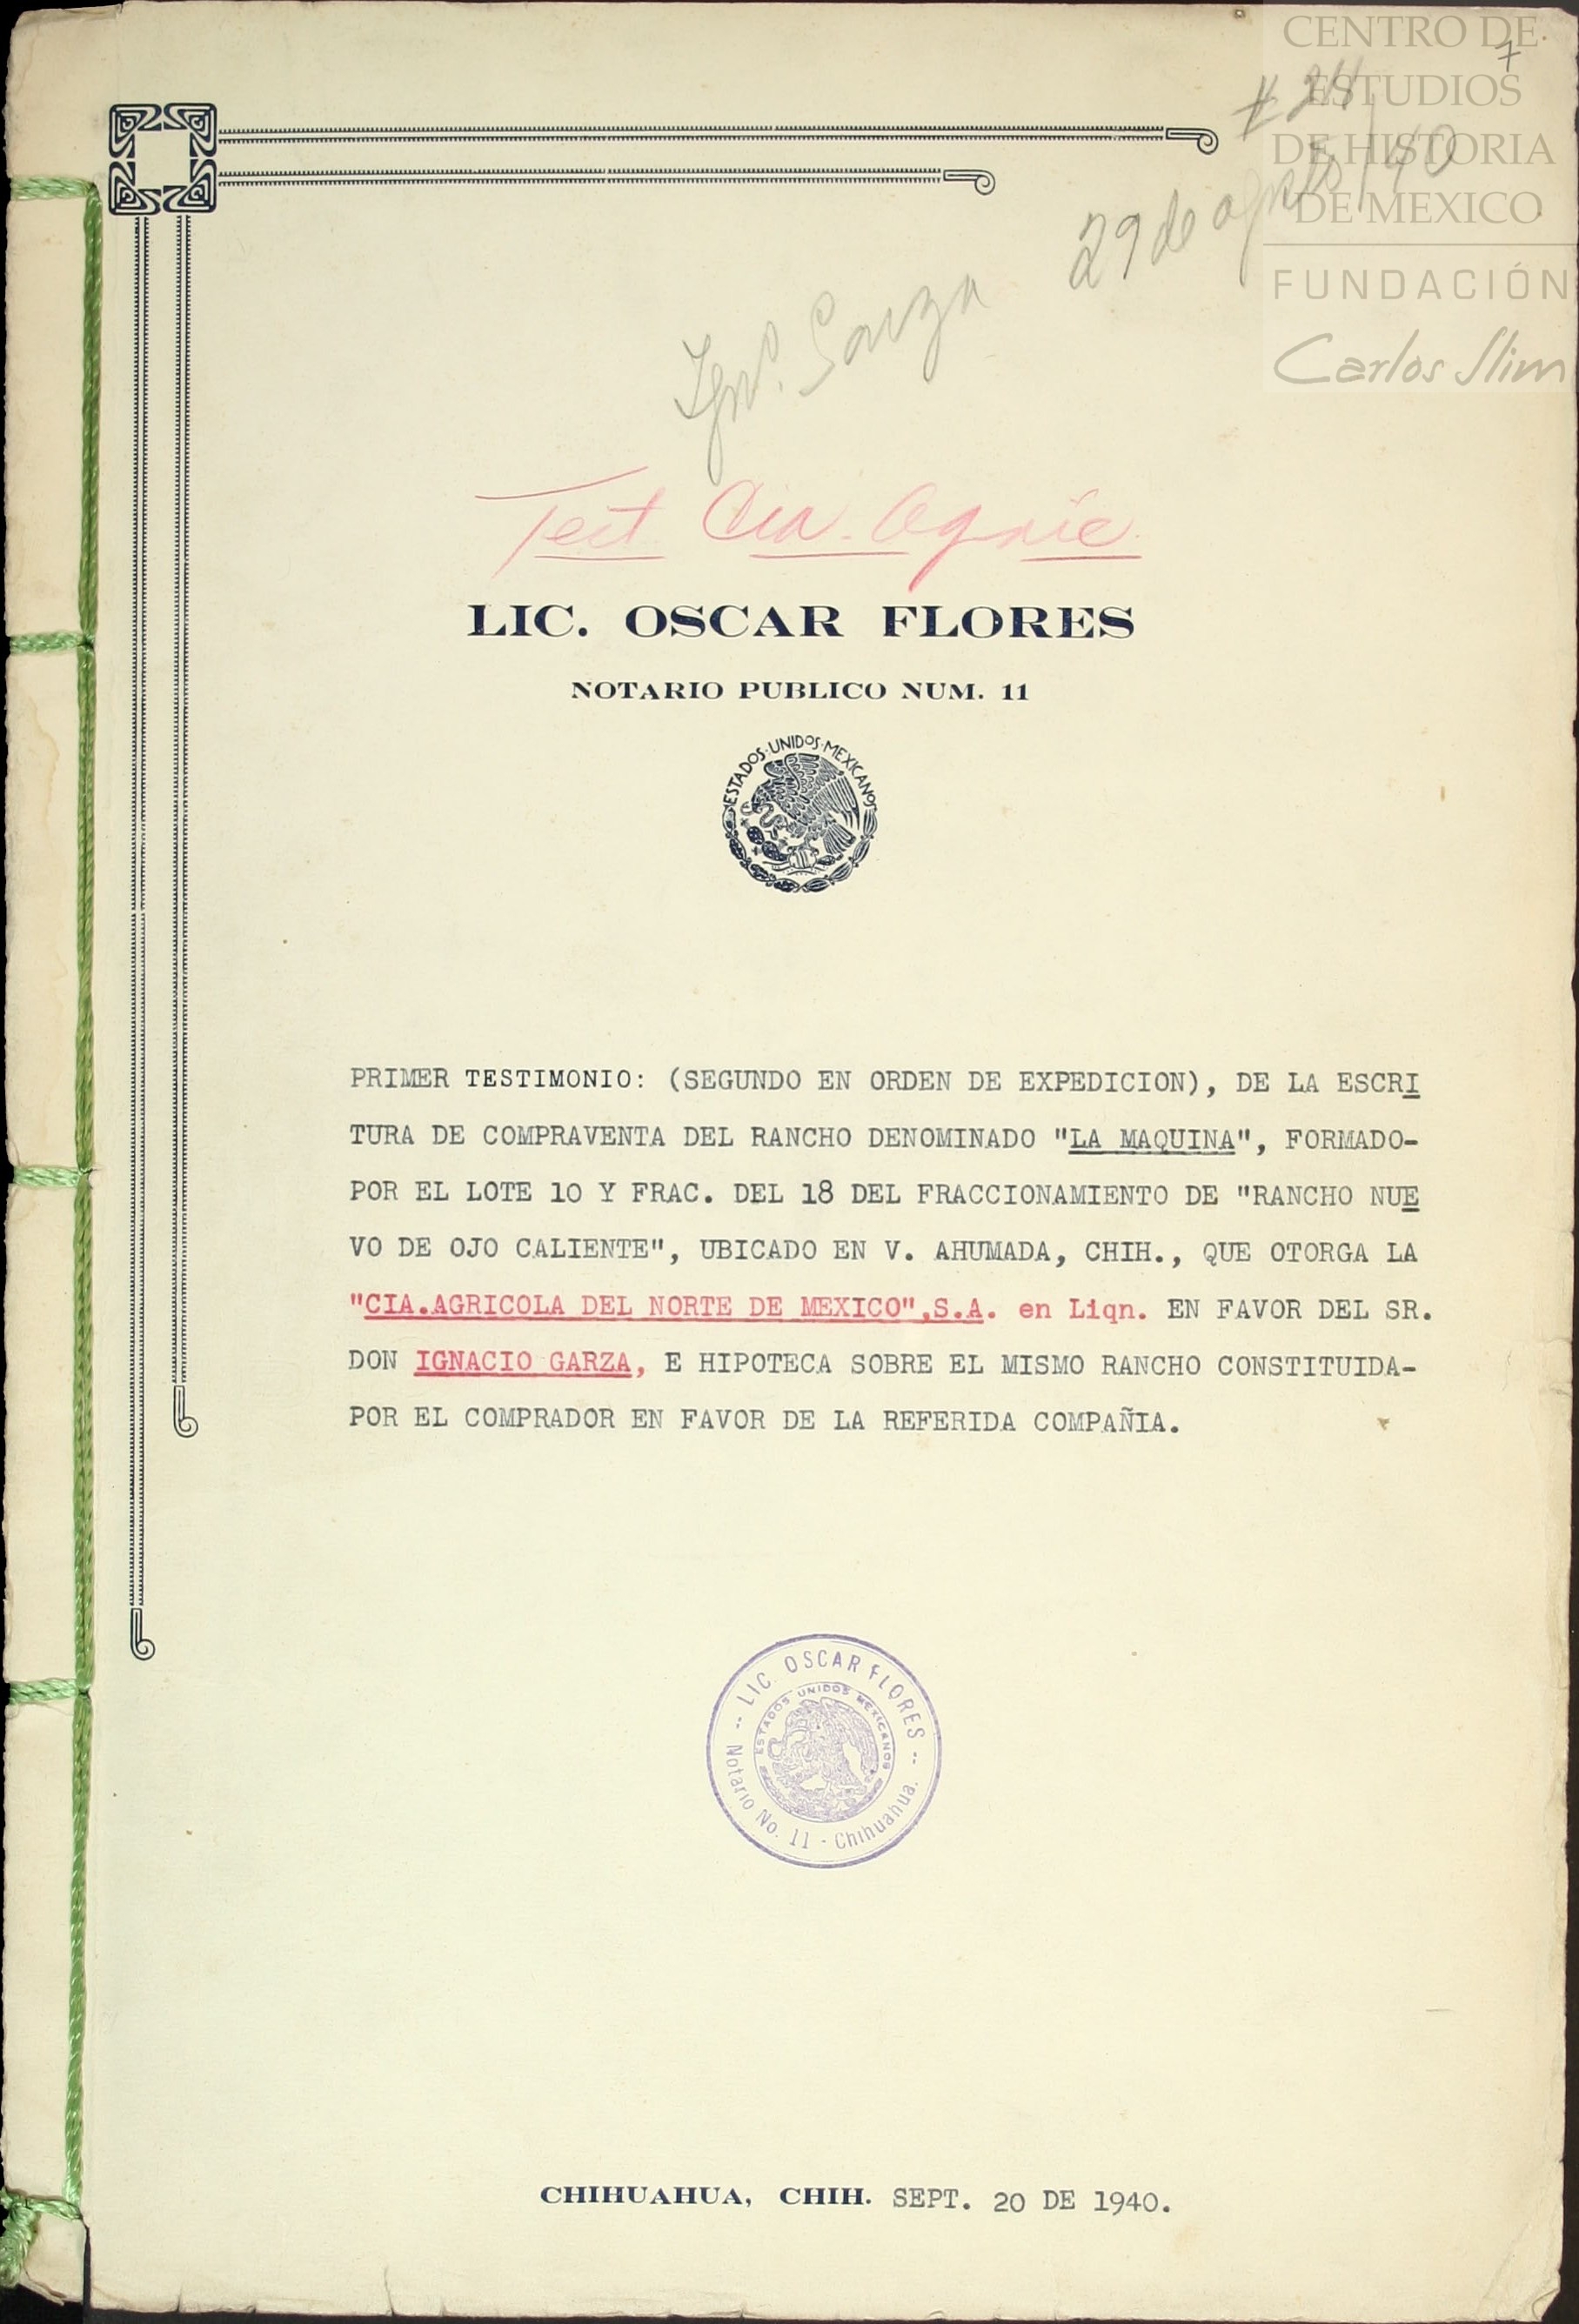 CENTRO DE
ESTUDIOS
DE HISTORIA
DE MEXICO
FUNDACIÓN
Carlos Slim
7
29 de agosto/40
Igno. Garza
Test. Cia. Agric.
LIC. OSCAR FLORES
NOTARIO PUBLICO NUM. 11
ESTADOS·UNIDOS·MEXICANOS
PRIMER TESTIMONIO: (SEGUNDO EN ORDEN DE EXPEDICION), DE LA ESCRI
TURA DE COMPRAVENTA DEL RANCHO DENOMINADO "LA MAQUINA", FORMADO-
POR EL LOTE 10 Y FRAC. DEL 18 DEL FRACCIONAMIENTO DE "RANCHO NUE
VO DE OJO CALIENTE", UBICADO EN V. AHUMADA, CHIH., QUE OTORGA LA
"CIA.AGRICOLA DEL NORTE DE MEXICO",S.A. en Liqn. EN FAVOR DEL SR.
DON IGNACIO GARZA, E HIPOTECA SOBRE EL MISMO RANCHO CONSTITUIDA-
POR EL COMPRADOR EN FAVOR DE LA REFERIDA COMPAÑIA.
-- LIC. OSCAR FLORES --
ESTADOS UNIDOS MEXICANOS
Notario No. 11 - Chihuahua.
CHIHUAHUA, CHIH. SEPT. 20 DE 1940.